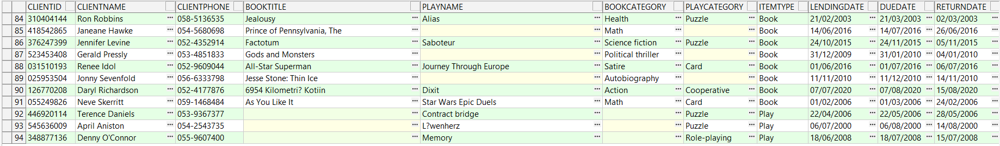 CLIENTID CLIENTNAME CLIENTPHONE BOOKTITLE PLAYNAME BOOKCATEGORY PLAYCATEGORY ITEMTYPE LENDINGDATE DUEDATE RETURNDATE
84 310404144 Ron Robbins ... 058-5136535 Jealousy ... Alias ... Health ... Puzzle ... Book ... 21/02/2003 ... 21/03/2003 ... 02/03/2003 ...
85 418542865 Janeane Hawke ... 054-5680698 Prince of Pennsylvania, The ... ... Math ... ... Book ... 14/06/2016 ... 14/07/2016 ... 26/06/2016 ...
86 376247399 Jennifer Levine ... 052-4352914 Factotum ... Saboteur ... Science fiction ... Puzzle ... Book ... 24/10/2015 ... 24/11/2015 ... 05/11/2015 ...
87 523453408 Gerald Pressly ... 053-4851833 Gods and Monsters ... ... Political thriller ... ... Book ... 31/12/2009 ... 31/01/2010 ... 04/01/2010 ...
88 031510193 Renee Idol ... 052-9609044 All-Star Superman ... Journey Through Europe ... Satire ... Card ... Book ... 01/06/2016 ... 01/07/2016 ... 06/07/2016 ...
89 025953504 Jonny Sevenfold ... 056-6333798 Jesse Stone: Thin Ice ... ... Autobiography ... ... Book ... 11/11/2010 ... 11/12/2010 ... 14/11/2010 ...
90 126770208 Daryl Richardson ... 052-4177876 6954 Kilometri? Kotiin ... Dixit ... Action ... Cooperative ... Book ... 07/07/2020 ... 07/08/2020 ... 15/08/2020 ...
91 055249826 Neve Skerritt ... 059-1468484 As You Like It ... Star Wars Epic Duels ... Math ... Card ... Book ... 01/02/2006 ... 01/03/2006 ... 24/02/2006 ...
92 446920114 Terence Daniels ... 053-9367377 ... Contract bridge ... ... Puzzle ... Play ... 22/04/2006 ... 22/05/2006 ... 28/05/2006 ...
93 545636009 April Aniston ... 054-2543735 ... L?wenherz ... ... Puzzle ... Play ... 06/07/2000 ... 06/08/2000 ... 14/08/2000 ...
94 348877136 Denny O'Connor ... 055-9607400 ... Memory ... ... Role-playing ... Play ... 18/06/2008 ... 18/07/2008 ... 15/07/2008 ...